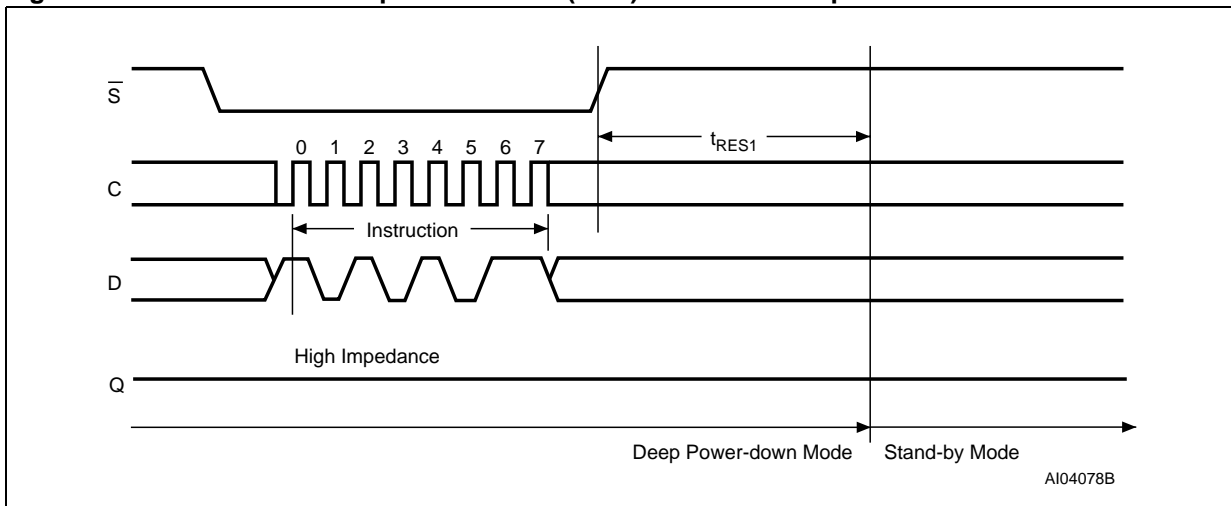 S
tRES1
0 1 2 3 4 5 6 7
C
Instruction
D
High Impedance
Q
Deep Power-down Mode Stand-by Mode
AI04078B